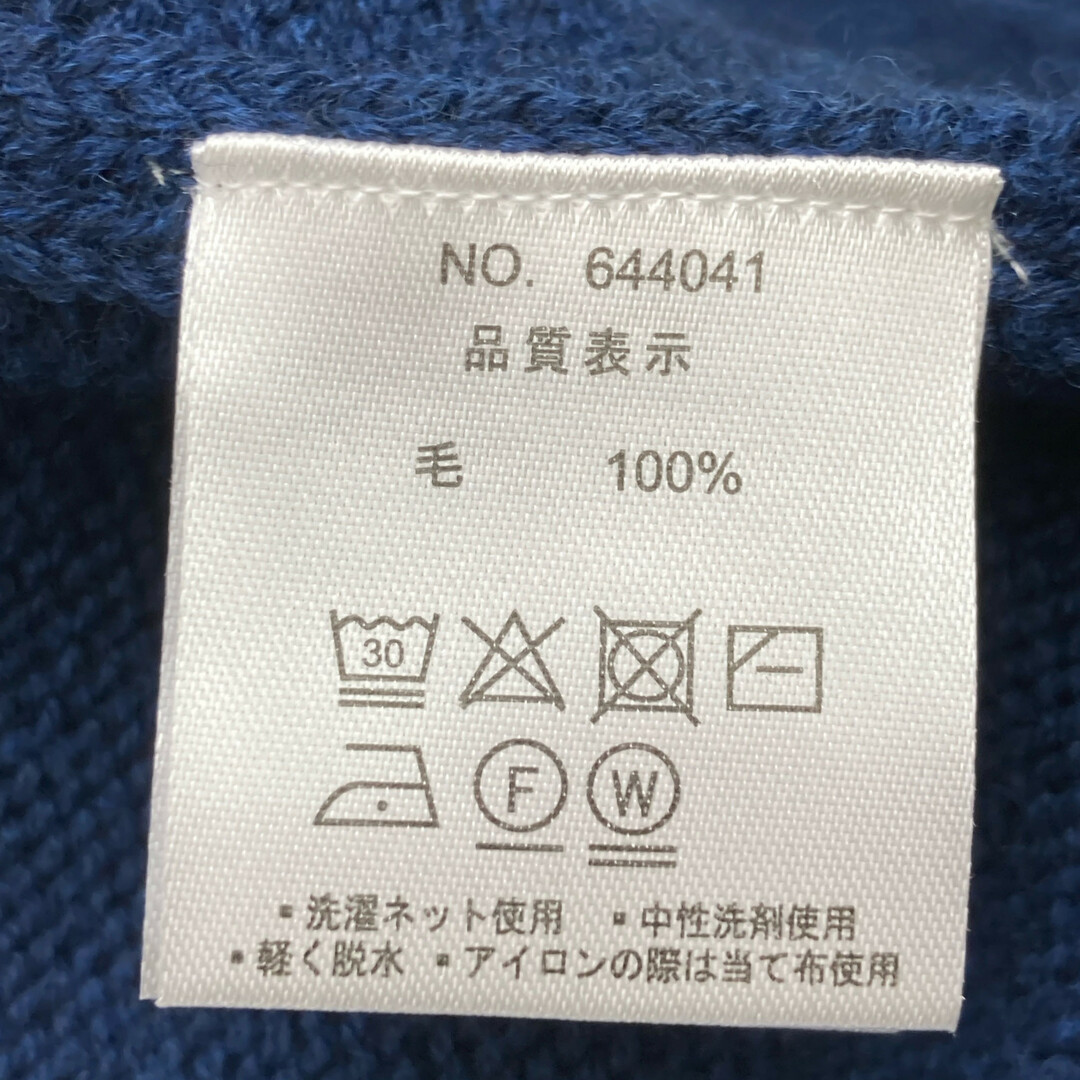 NO. 644041
品質表示
毛 100%
30
F W
▪洗濯ネット使用 ▪中性洗剤使用
▪軽く脱水 ▪アイロンの際は当て布使用